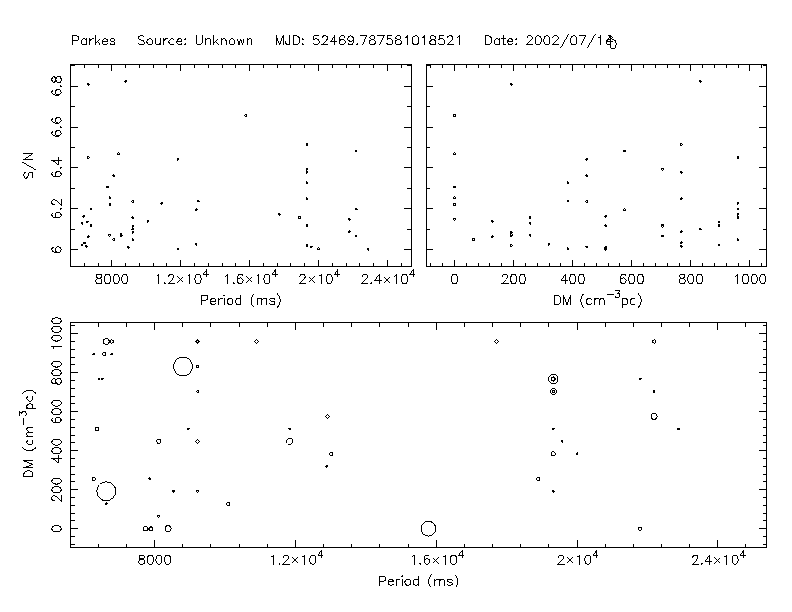 Parkes Source: Unknown MJD: 52469.787581018521 Date: 2002/07/
S/N
6 6.2 6.4 6.6 6.8
8000 1.2×10⁴ 1.6×10⁴ 2×10⁴ 2.4×10⁴
Period (ms)
0 200 400 600 800 1000
DM (cm⁻³pc)
DM (cm⁻³pc)
0 200 400 600 800 1000
8000 1.2×10⁴ 1.6×10⁴ 2×10⁴ 2.4×10⁴
Period (ms)